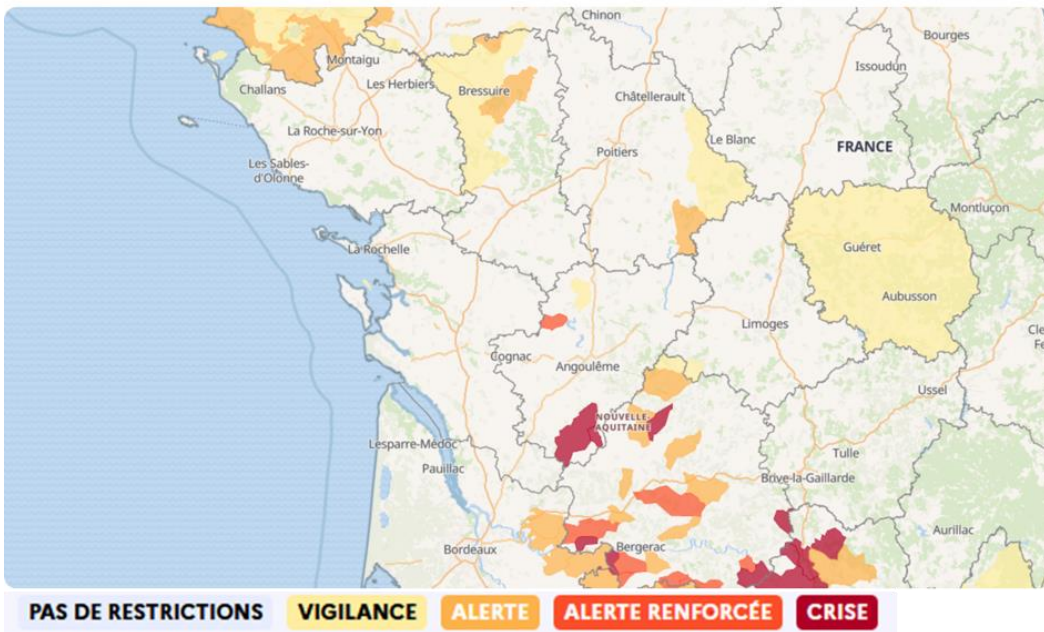 Chinon
Bourges
Montaigu
Issoudun
Challans
Les Herbiers
Bressuire
Châtellerault
La Roche-sur-Yon
Le Blanc
FRANCE
Poitiers
Les Sables-
d'Olonne
Montluçon
La Rochelle
Guéret
Aubusson
Limoges
Cle
Fe
Cognac
Angoulême
Ussel
NOUVELLE-
AQUITAINE
Lesparre-Médoc
Tulle
Pauillac
Brive-la-Gaillarde
Aurillac
Bordeaux
Bergerac
PAS DE RESTRICTIONS VIGILANCE ALERTE ALERTE RENFORCÉE CRISE